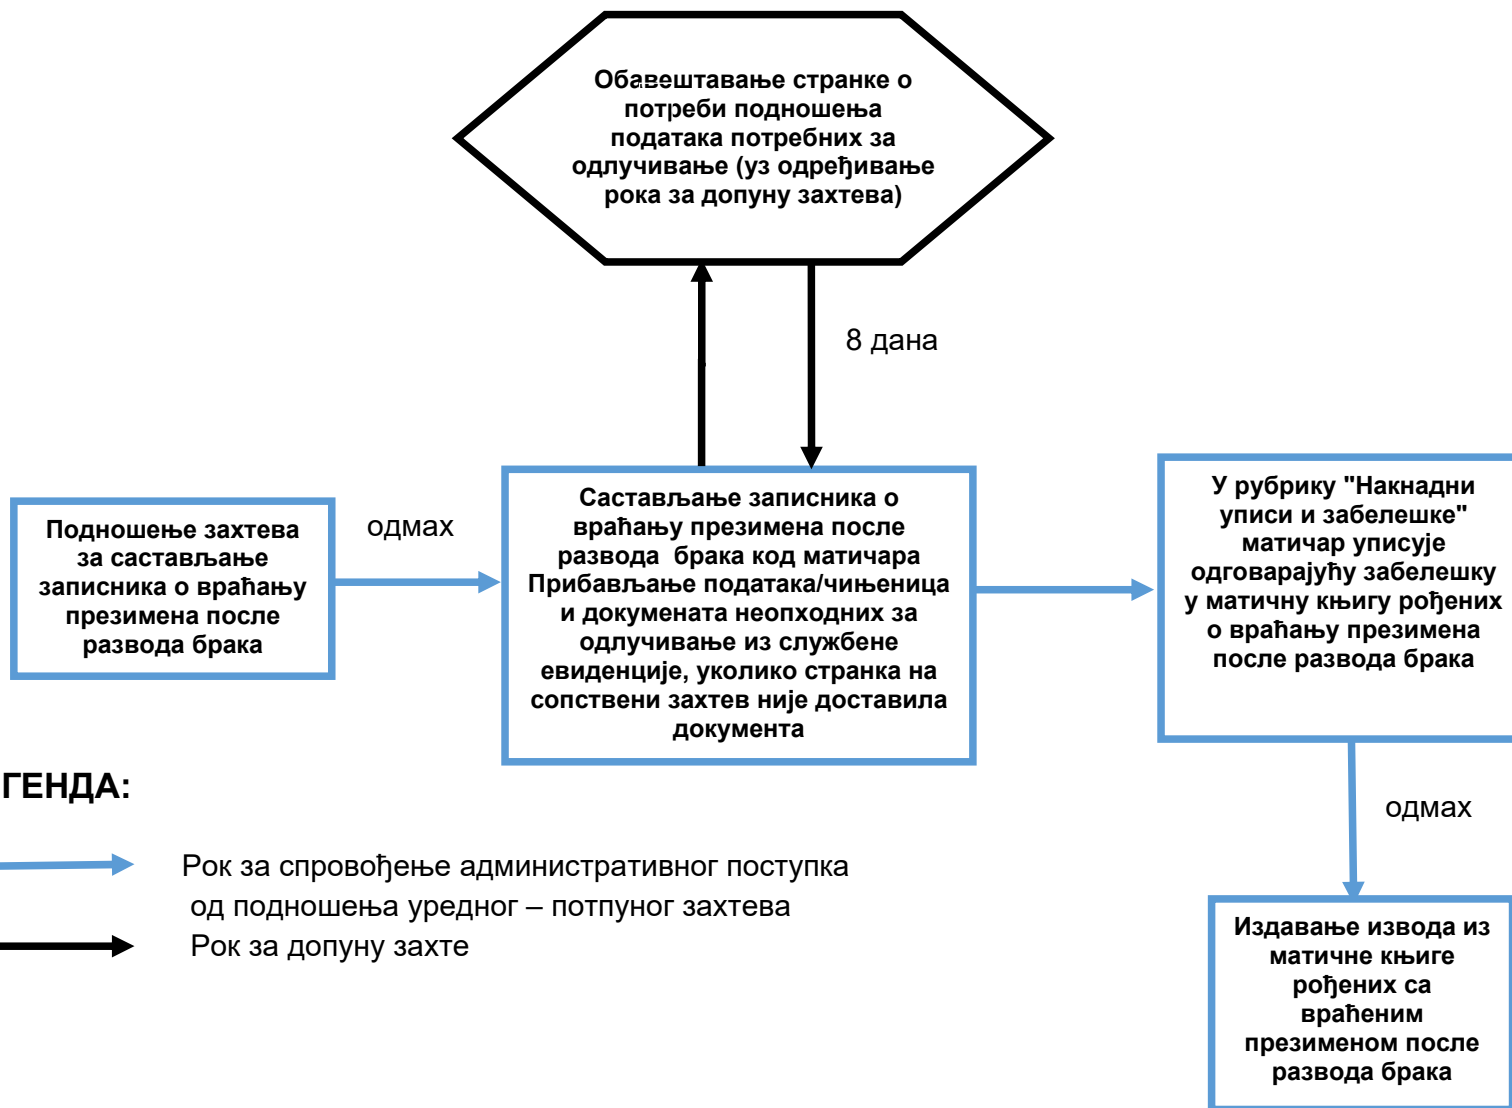 Обавештавање странке о
потреби подношења
података потребних за
одлучивање (уз одређивање
рока за допуну захтева)
8 дана
Подношење захтева
за састављање
записника о враћању
презимена после
развода брака
одмах
Састављање записника о
враћању презимена после
развода брака код матичара
Прибављање података/чињеница
и докумената неопходних за
одлучивање из службене
евиденције, уколико странка на
сопствени захтев није доставила
документа
У рубрику "Накнадни
уписи и забелешке"
матичар уписује
одговарајућу забелешку
у матичну књигу рођених
о враћању презимена
после развода брака
одмах
Издавање извода из
матичне књиге
рођених са
враћеним
презименом после
развода брака
ГЕНДА:
Рок за спровођење административног поступка
од подношења уредног – потпуног захтева
Рок за допуну захте